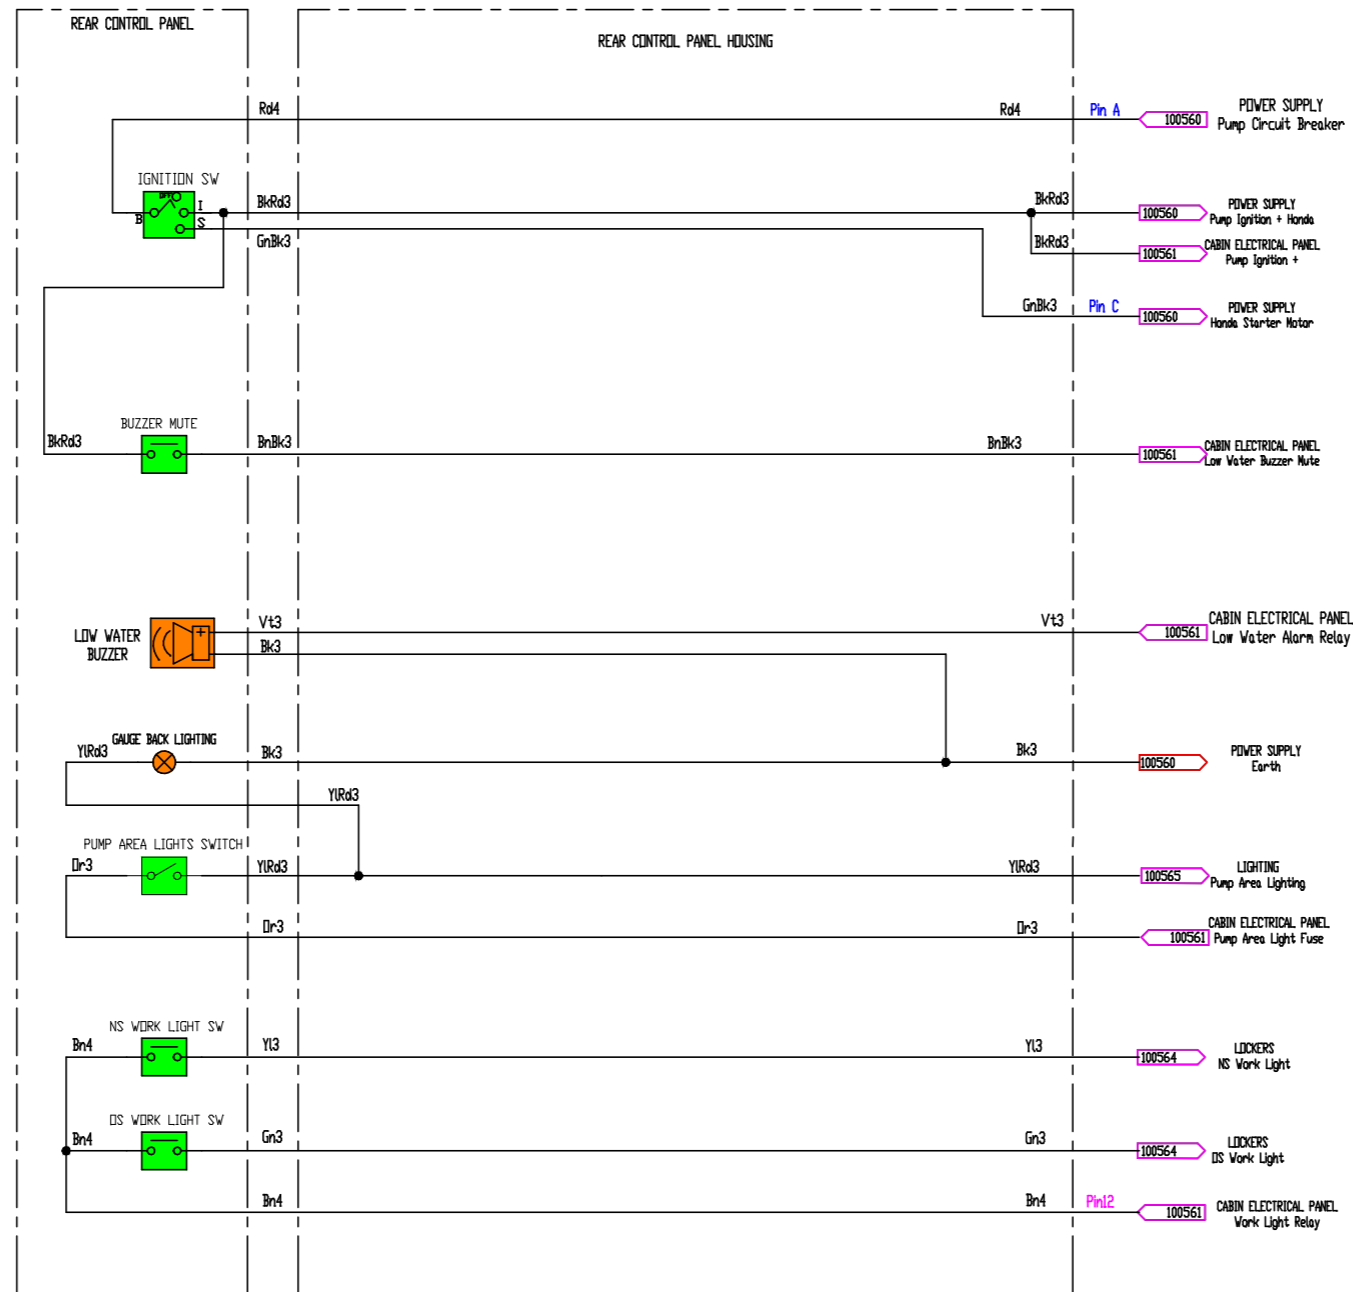 REAR CONTROL PANEL
REAR CONTROL PANEL HOUSING
Rd4
Rd4
Pin A
100560
POWER SUPPLY
Pump Circuit Breaker
IGNITION SW
OFF
B
I
S
BkRd3
BkRd3
100560
POWER SUPPLY
Pump Ignition + Honda
GnBk3
BkRd3
100561
CABIN ELECTRICAL PANEL
Pump Ignition +
GnBk3
Pin C
100560
POWER SUPPLY
Honda Starter Motor
BUZZER MUTE
BkRd3
BnBk3
BnBk3
100561
CABIN ELECTRICAL PANEL
Low Water Buzzer Mute
LOW WATER
BUZZER
+
Vt3
Bk3
Vt3
100561
CABIN ELECTRICAL PANEL
Low Water Alarm Relay
GAUGE BACK LIGHTING
YlRd3
Bk3
Bk3
100560
POWER SUPPLY
Earth
YlRd3
PUMP AREA LIGHTS SWITCH
Or3
YlRd3
YlRd3
100565
LIGHTING
Pump Area Lighting
Or3
Or3
100561
CABIN ELECTRICAL PANEL
Pump Area Light Fuse
NS WORK LIGHT SW
Bn4
Yl3
Yl3
100564
LOCKERS
NS Work Light
OS WORK LIGHT SW
Bn4
Gn3
Gn3
100564
LOCKERS
OS Work Light
Bn4
Bn4
Pin12
100561
CABIN ELECTRICAL PANEL
Work Light Relay